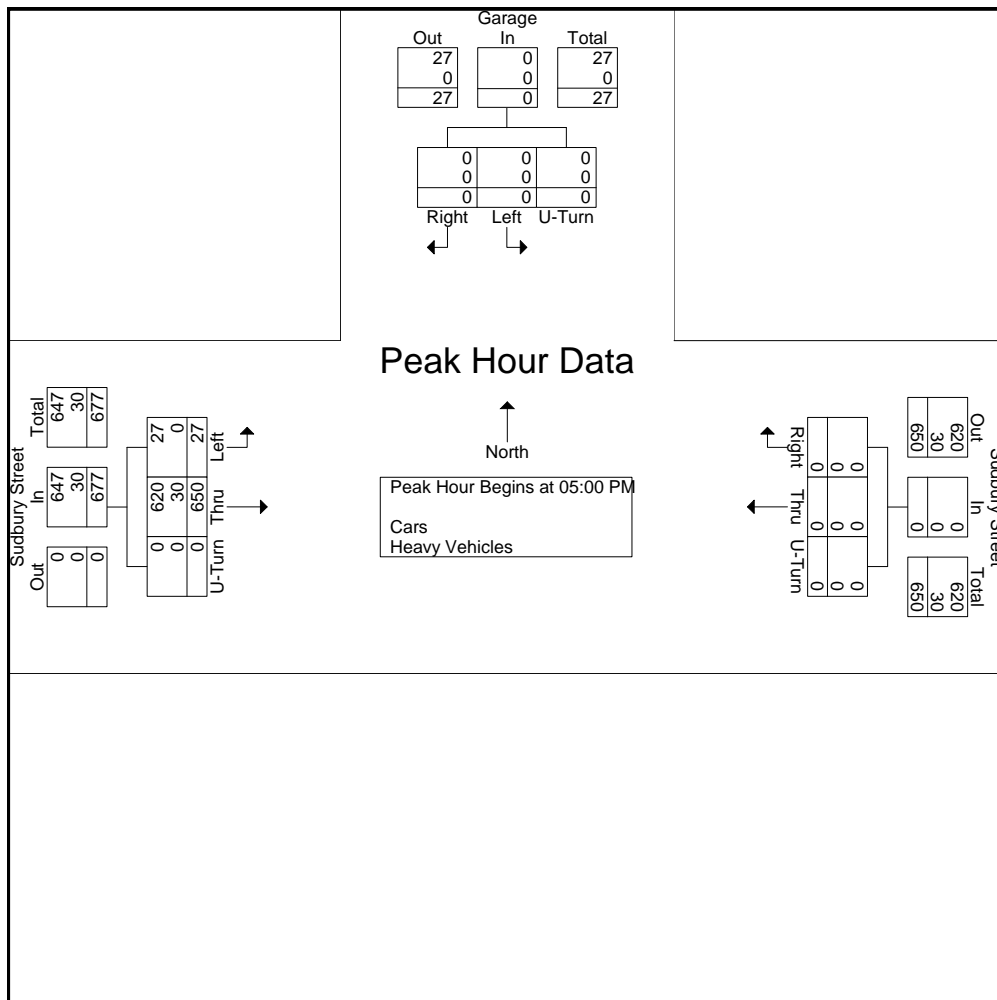 Garage
Out In Total
27 0 27
0 0 0
27 0 27
0 0 0
0 0 0
0 0 0
Right Left U-Turn
Peak Hour Data
North
Peak Hour Begins at 05:00 PM
Cars
Heavy Vehicles
Sudbury Street
Out In Total
0 647 647
0 30 30
0 677 677
U-Turn Thru Left
0 620 27
0 30 0
0 650 27
Sudbury Street
Out In Total
620 0 620
30 0 30
650 0 650
Right Thru U-Turn
0 0 0
0 0 0
0 0 0